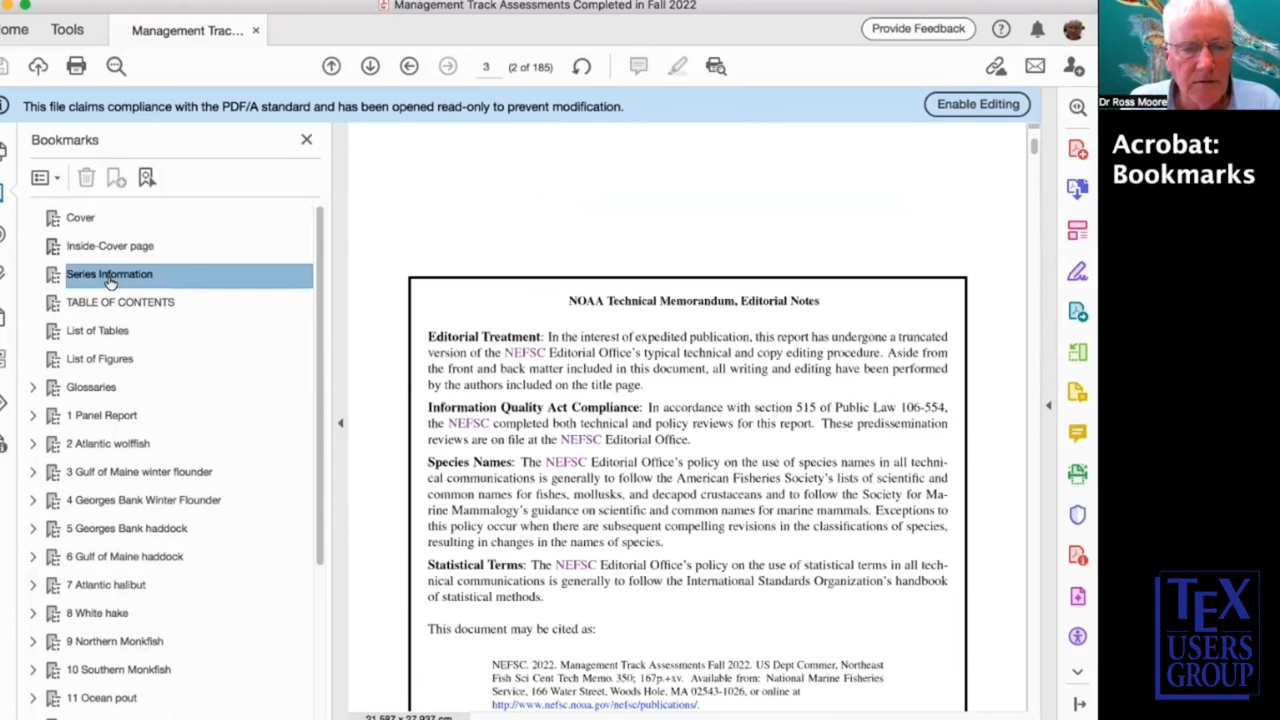 Management Track Assessments Completed in Fall 2022
ome
Tools
Management Trac...
Provide Feedback
3
(2 of 185)
This file claims compliance with the PDF/A standard and has been opened read-only to prevent modification.
Enable Editing
Dr Ross Moore
Acrobat:
Bookmarks
Bookmarks
Cover
Inside-Cover page
Series Information
TABLE OF CONTENTS
List of Tables
List of Figures
Glossaries
1 Panel Report
2 Atlantic wolffish
3 Gulf of Maine winter flounder
4 Georges Bank Winter Flounder
5 Georges Bank haddock
6 Gulf of Maine haddock
7 Atlantic halibut
8 White hake
9 Northern Monkfish
10 Southern Monkfish
11 Ocean pout
NOAA Technical Memorandum, Editorial Notes
Editorial Treatment: In the interest of expedited publication, this report has undergone a truncated
version of the NEFSC Editorial Office's typical technical and copy editing procedure. Aside from
the front and back matter included in this document, all writing and editing have been performed
by the authors included on the title page.
Information Quality Act Compliance: In accordance with section 515 of Public Law 106-554,
the NEFSC completed both technical and policy reviews for this report. These predissemination
reviews are on file at the NEFSC Editorial Office.
Species Names: The NEFSC Editorial Office's policy on the use of species names in all techni-
cal communications is generally to follow the American Fisheries Society's lists of scientific and
common names for fishes, mollusks, and decapod crustaceans and to follow the Society for Ma-
rine Mammalogy's guidance on scientific and common names for marine mammals. Exceptions to
this policy occur when there are subsequent compelling revisions in the classifications of species,
resulting in changes in the names of species.
Statistical Terms: The NEFSC Editorial Office's policy on the use of statistical terms in all tech-
nical communications is generally to follow the International Standards Organization's handbook
of statistical methods.
This document may be cited as:
NEFSC. 2022. Management Track Assessments Fall 2022. US Dept Commer, Northeast
Fish Sci Cent Tech Memo. 350; 167p.+xv. Available from: National Marine Fisheries
Service, 166 Water Street, Woods Hole, MA 02543-1026, or online at
http://www.nefsc.noaa.gov/nefsc/publications/.
21.587 x 27.937 cm
TEX
USERS
GROUP